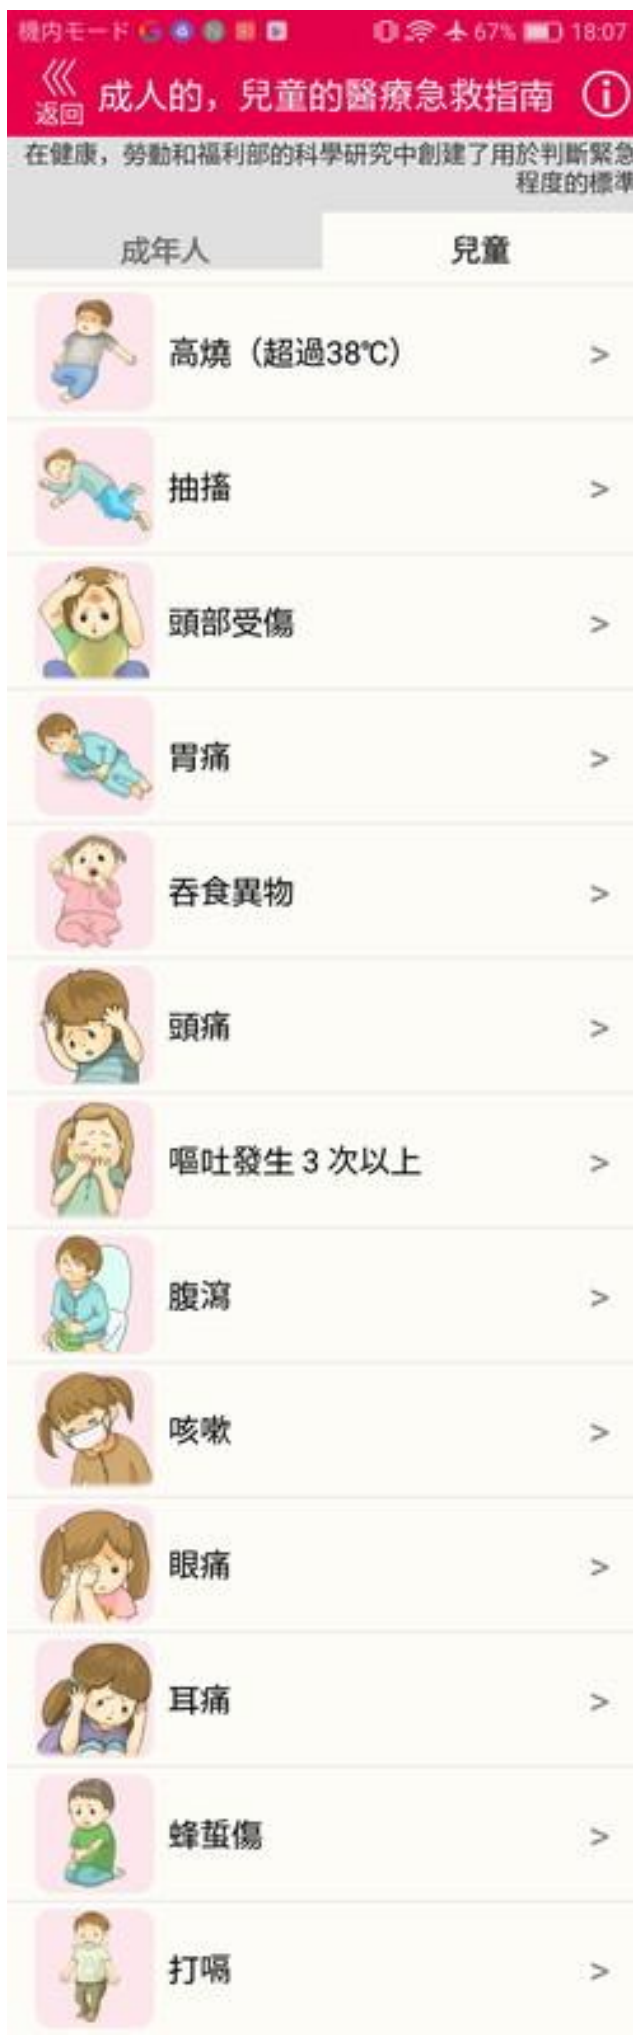 機内モード 67% 18:07
返回 成人的，兒童的醫療急救指南
在健康，勞動和福利部的科學研究中創建了用於判斷緊急
程度的標準
成年人 兒童
高燒（超過38℃） >
抽搐 >
頭部受傷 >
胃痛 >
吞食異物 >
頭痛 >
嘔吐發生 3 次以上 >
腹瀉 >
咳嗽 >
眼痛 >
耳痛 >
蜂蜇傷 >
打嗝 >